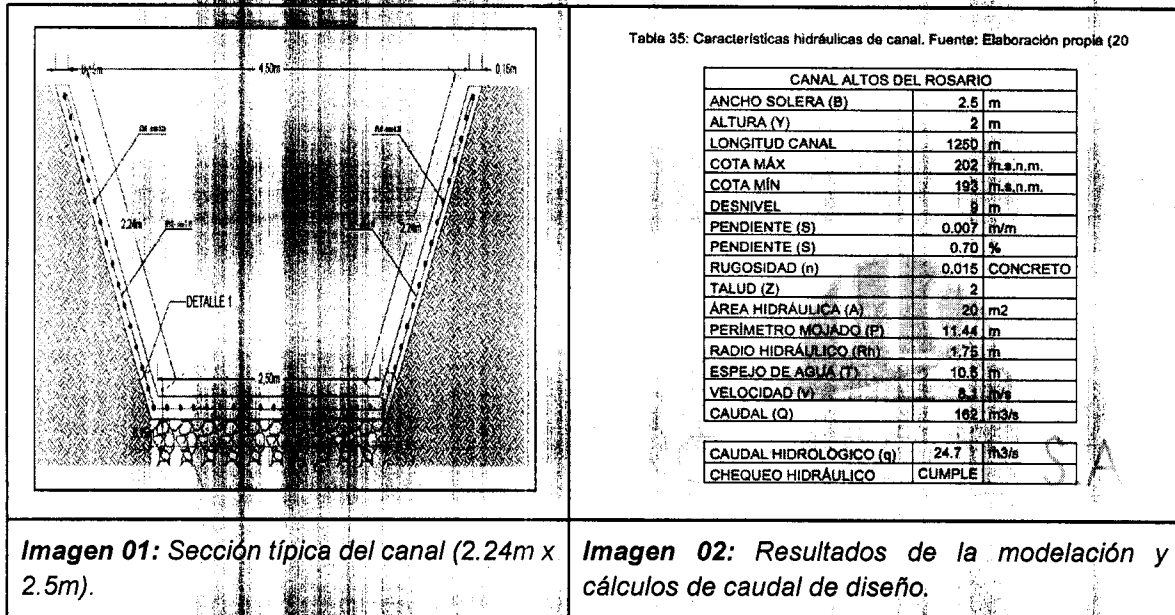 Tabla 35: Características hidráulicas de canal. Fuente: Elaboración propia (20
4,50m
0,15m
2,24m
DETALLE 1
2,50m
CANAL ALTOS DEL ROSARIO
ANCHO SOLERA (B) 2.5 m
ALTURA (Y) 2 m
LONGITUD CANAL 1250 m
COTA MÁX 202 m.s.n.m.
COTA MÍN 193 m.s.n.m.
DESNIVEL 9 m
PENDIENTE (S) 0.007 m/m
PENDIENTE (S) 0.70 %
RUGOSIDAD (n) 0.015 CONCRETO
TALUD (Z) 2
ÁREA HIDRÁULICA (A) 20 m2
PERÍMETRO MOJADO (P) 11.44 m
RADIO HIDRÁULICO (Rh) 1.75 m
ESPEJO DE AGUA (T) 10.5 m
VELOCIDAD (V) 8.1 m/s
CAUDAL (Q) 162 m3/s
CAUDAL HIDROLÓGICO (q) 24.7 m3/s
CHEQUEO HIDRÁULICO CUMPLE
S A
Imagen 01: Sección típica del canal (2.24m x
2.5m).
Imagen 02: Resultados de la modelación y
cálculos de caudal de diseño.